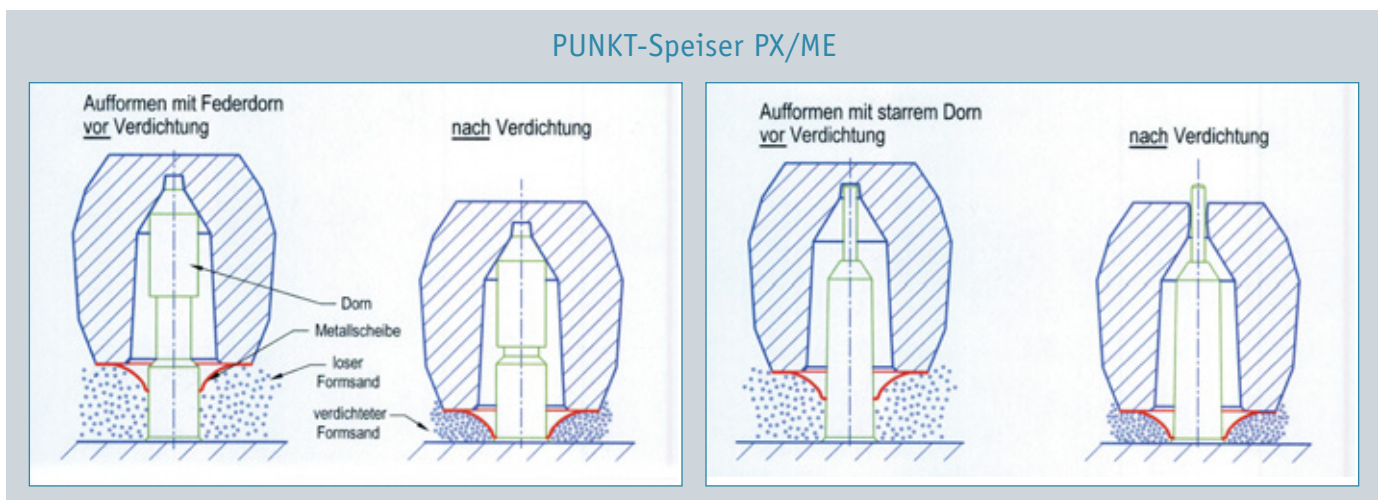 PUNKT-Speiser PX/ME
Aufformen mit Federdorn
vor Verdichtung
nach Verdichtung
Dorn
Metallscheibe
loser
Formsand
verdichteter
Formsand
Aufformen mit starrem Dorn
vor Verdichtung
nach Verdichtung